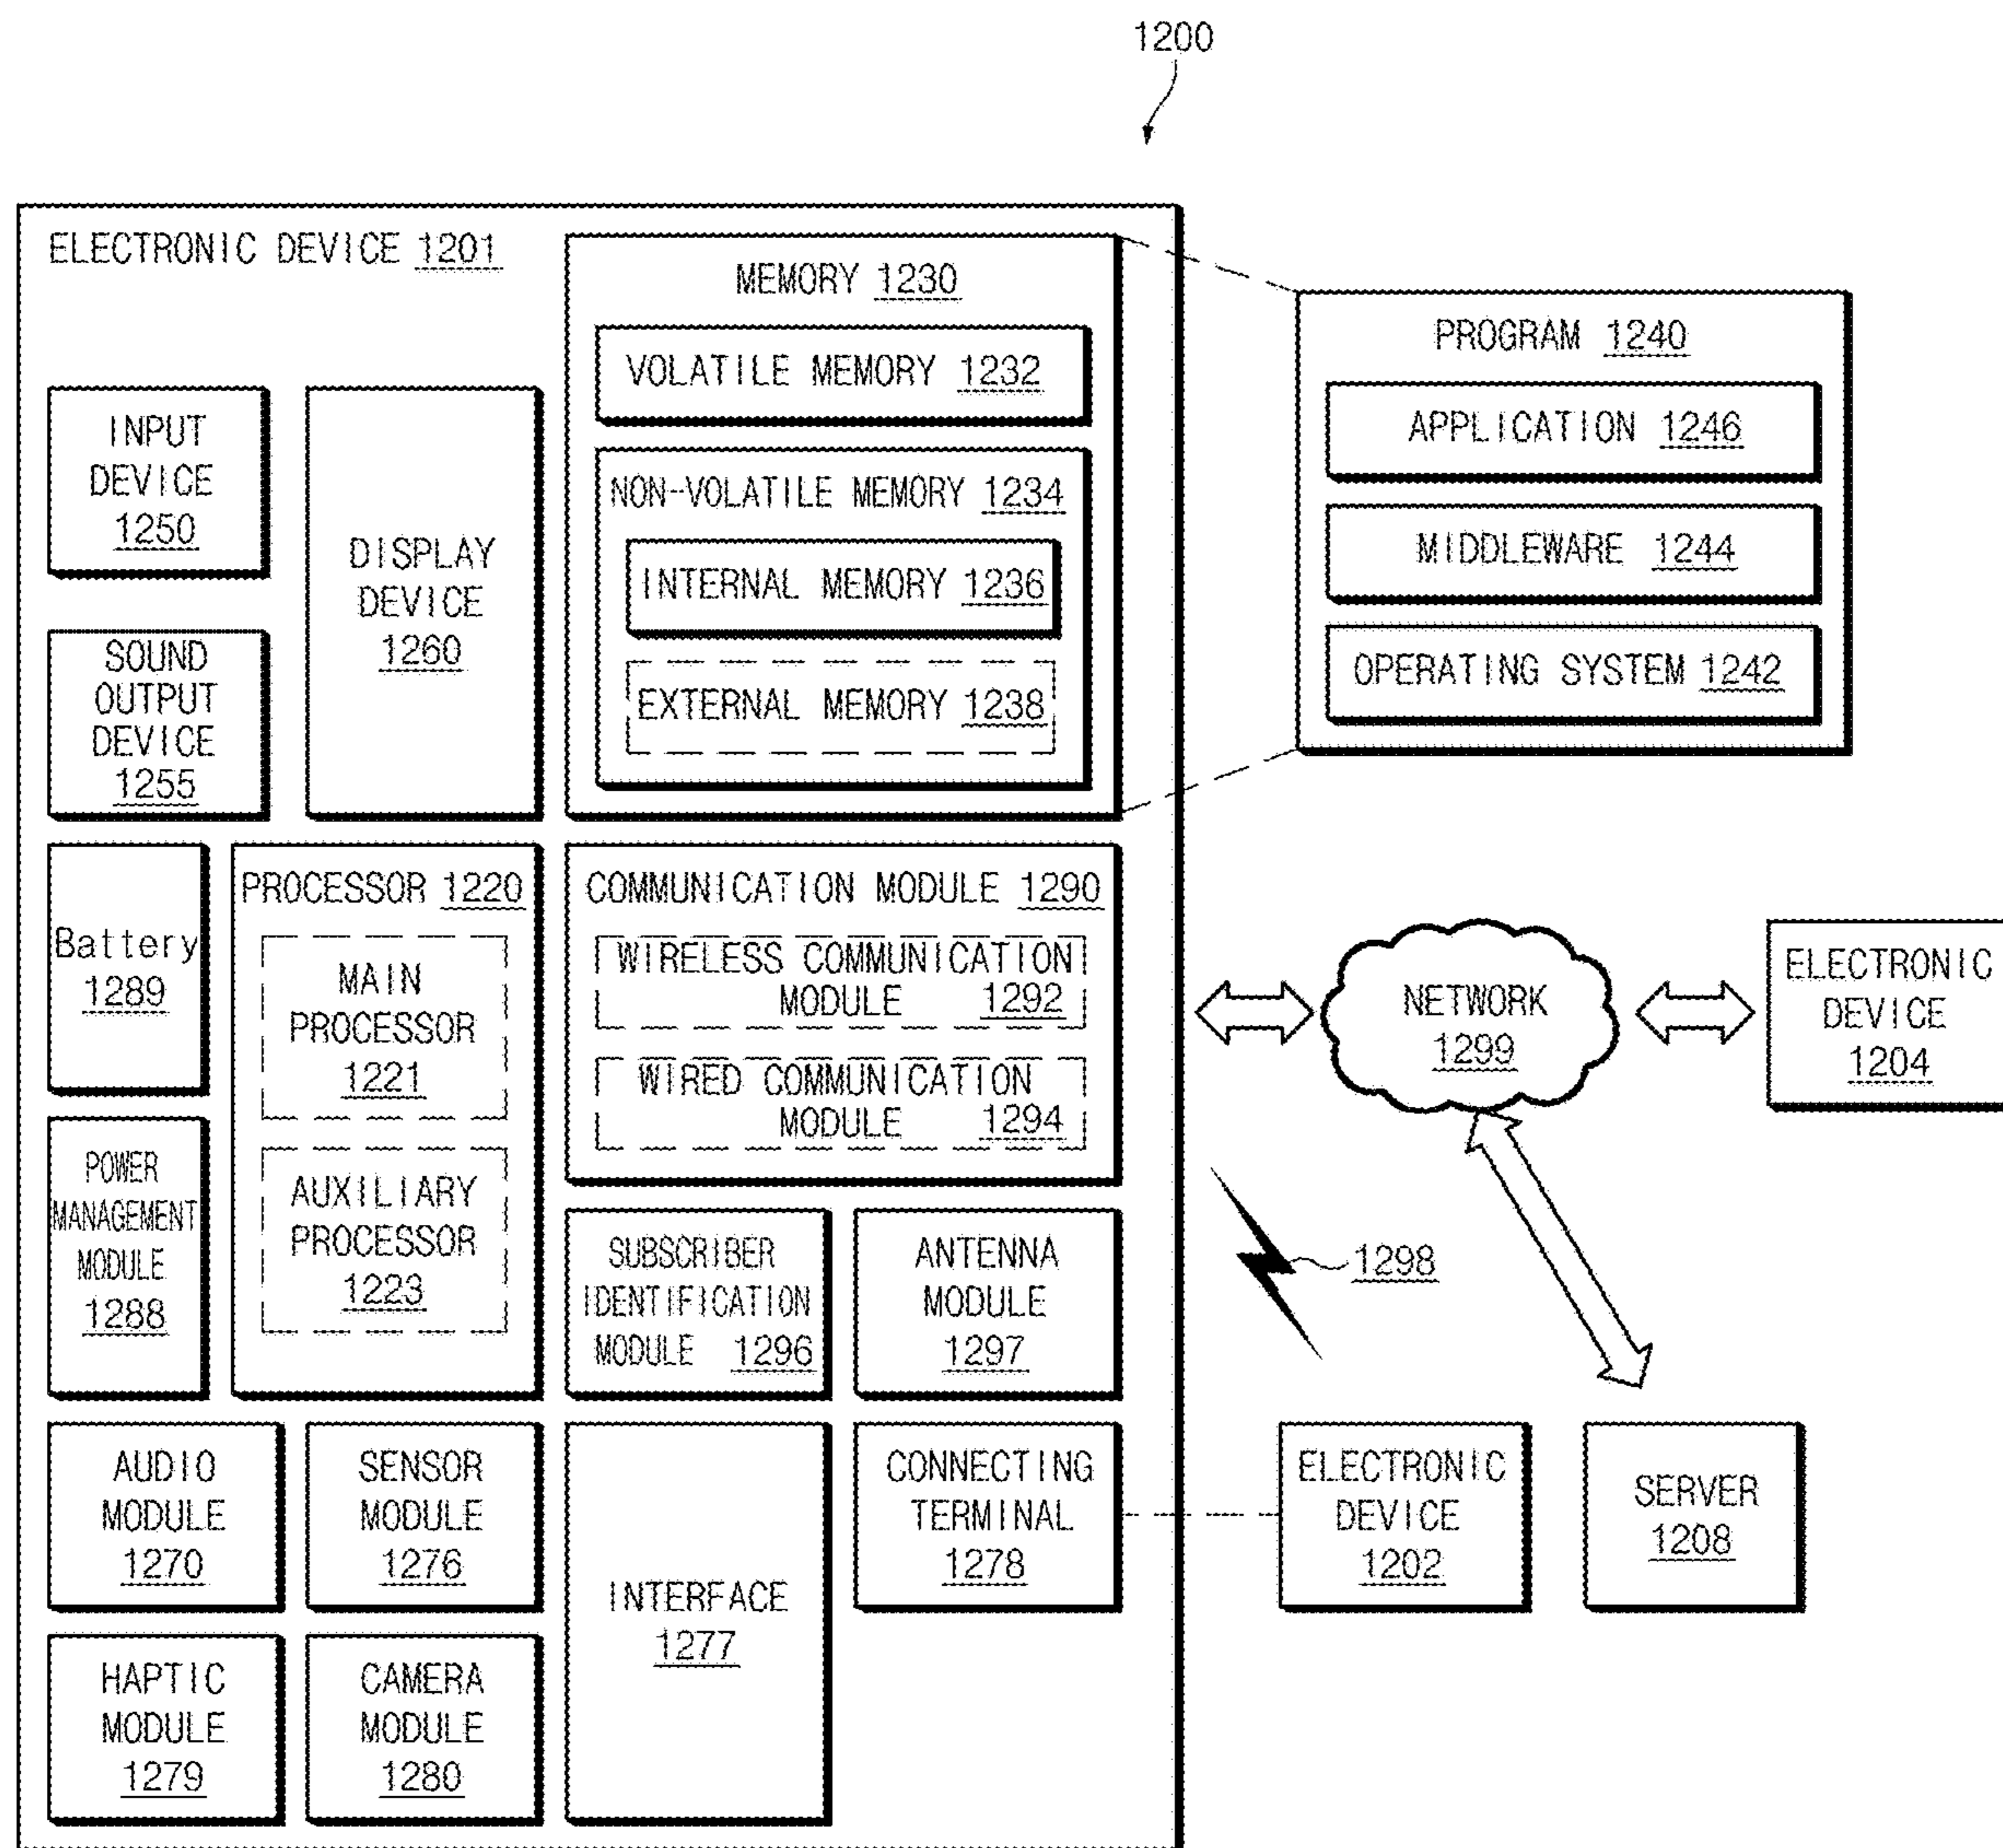 1200
ELECTRONIC DEVICE 1201
MEMORY 1230
VOLATILE MEMORY 1232
NON-VOLATILE MEMORY 1234
INTERNAL MEMORY 1236
EXTERNAL MEMORY 1238
PROGRAM 1240
APPLICATION 1246
MIDDLEWARE 1244
OPERATING SYSTEM 1242
INPUT
DEVICE
1250
SOUND
OUTPUT
DEVICE
1255
DISPLAY
DEVICE
1260
Battery
1289
POWER
MANAGEMENT
MODULE
1288
PROCESSOR 1220
MAIN
PROCESSOR
1221
AUXILIARY
PROCESSOR
1223
COMMUNICATION MODULE 1290
WIRELESS COMMUNICATION
MODULE 1292
WIRED COMMUNICATION
MODULE 1294
SUBSCRIBER
IDENTIFICATION
MODULE 1296
ANTENNA
MODULE
1297
NETWORK
1299
ELECTRONIC
DEVICE
1204
1298
AUDIO
MODULE
1270
SENSOR
MODULE
1276
INTERFACE
1277
CONNECTING
TERMINAL
1278
ELECTRONIC
DEVICE
1202
SERVER
1208
HAPTIC
MODULE
1279
CAMERA
MODULE
1280